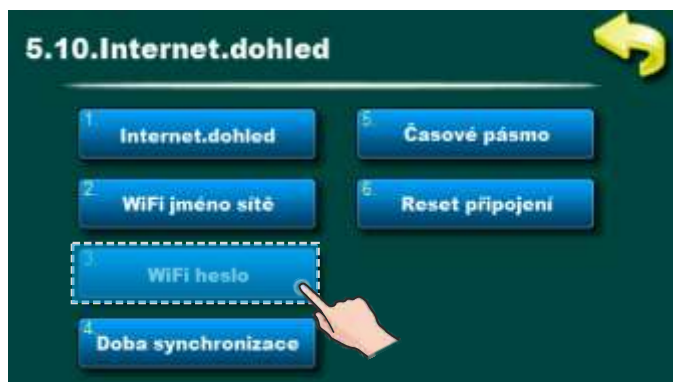 5.10.Internet.dohled
1. Internet.dohled
2. WiFi jméno sítě
3. WiFi heslo
4. Doba synchronizace
5. Časové pásmo
6. Reset připojení